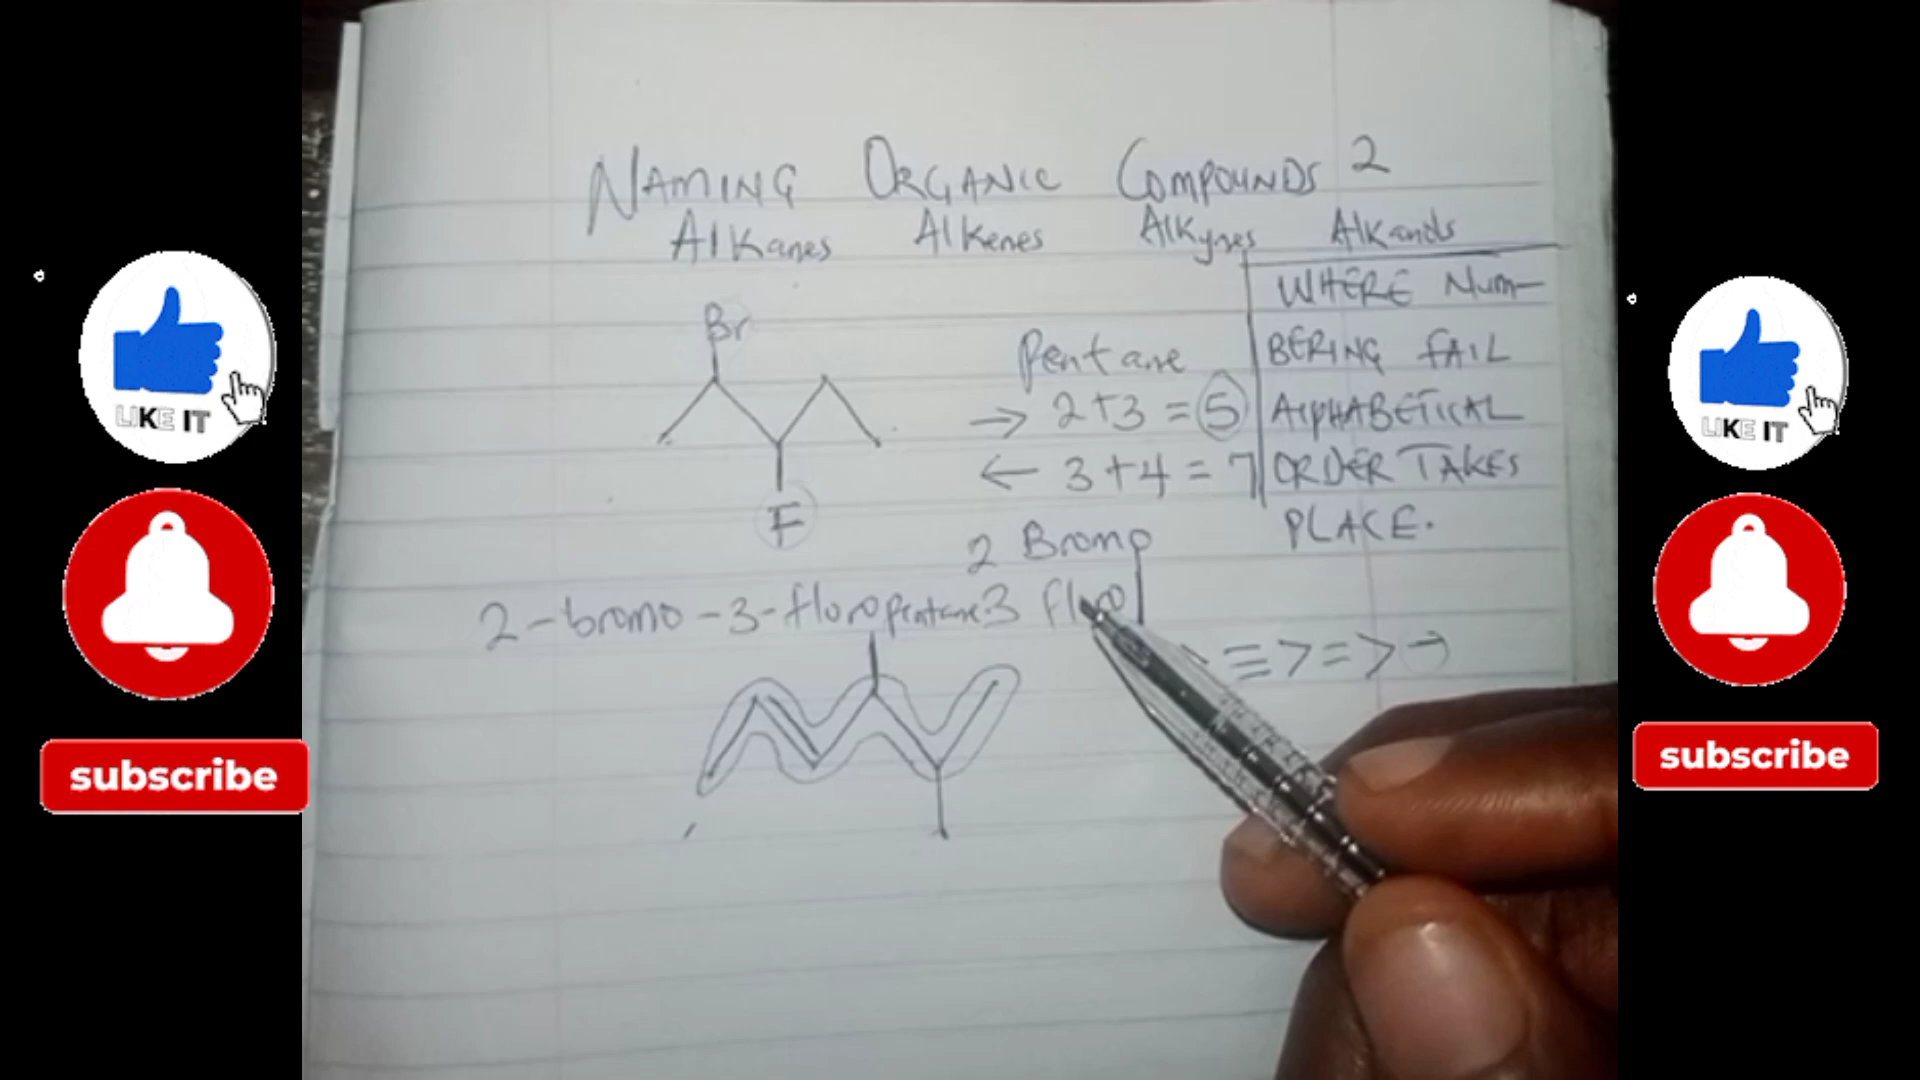 NAMING ORGANIC COMPOUNDS 2
Alkanes Alkenes Alkynes Alkanols
WHERE NUM-
BERING FAIL
ALPHABETICAL
ORDER TAKES
PLACE.
Br
F
Pentane
→ 2+3 = 5
← 3+4 = 7
2 Bromo
3 floro
2-bromo-3-floropentane
≡ > = > -
LIKE IT
subscribe
LIKE IT
subscribe